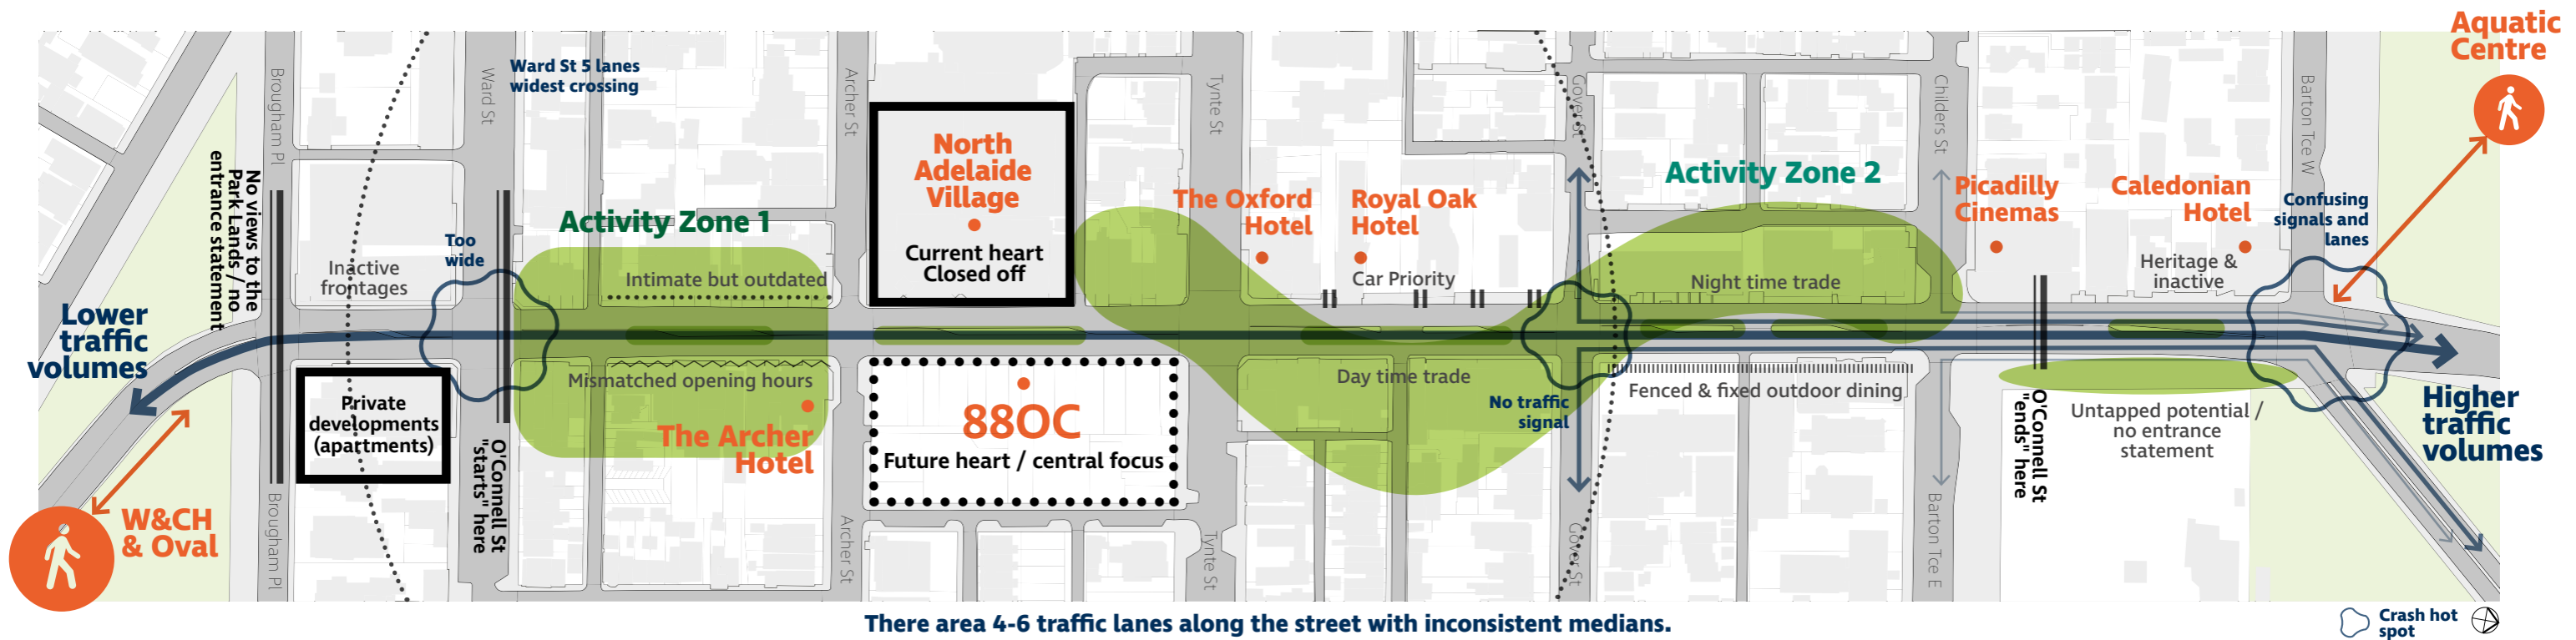 Aquatic
Centre
Brougham Pl
Ward St
Ward St 5 lanes
widest crossing
Archer St
Tynte St
Gover St
Childers St
Barton Tce W
No views to the
Park Lands / no
entrance statement
North
Adelaide
Village
Current heart
Closed off
Activity Zone 1
Activity Zone 2
The Oxford
Hotel
Royal Oak
Hotel
Picadilly
Cinemas
Caledonian
Hotel
Confusing
signals and
lanes
Too
wide
Inactive
frontages
Intimate but outdated
Car Priority
Night time trade
Heritage &
inactive
Lower
traffic
volumes
Private
developments
(apartments)
Mismatched opening hours
The Archer
Hotel
88OC
Future heart / central focus
Day time trade
No traffic
signal
Fenced & fixed outdoor dining
O'Connell St
"starts" here
O'Connell St
"ends" here
Untapped potential /
no entrance
statement
Higher
traffic
volumes
W&CH
& Oval
Brougham Pl
Archer St
Tynte St
Gover St
Barton Tce E
There area 4-6 traffic lanes along the street with inconsistent medians.
Crash hot
spot